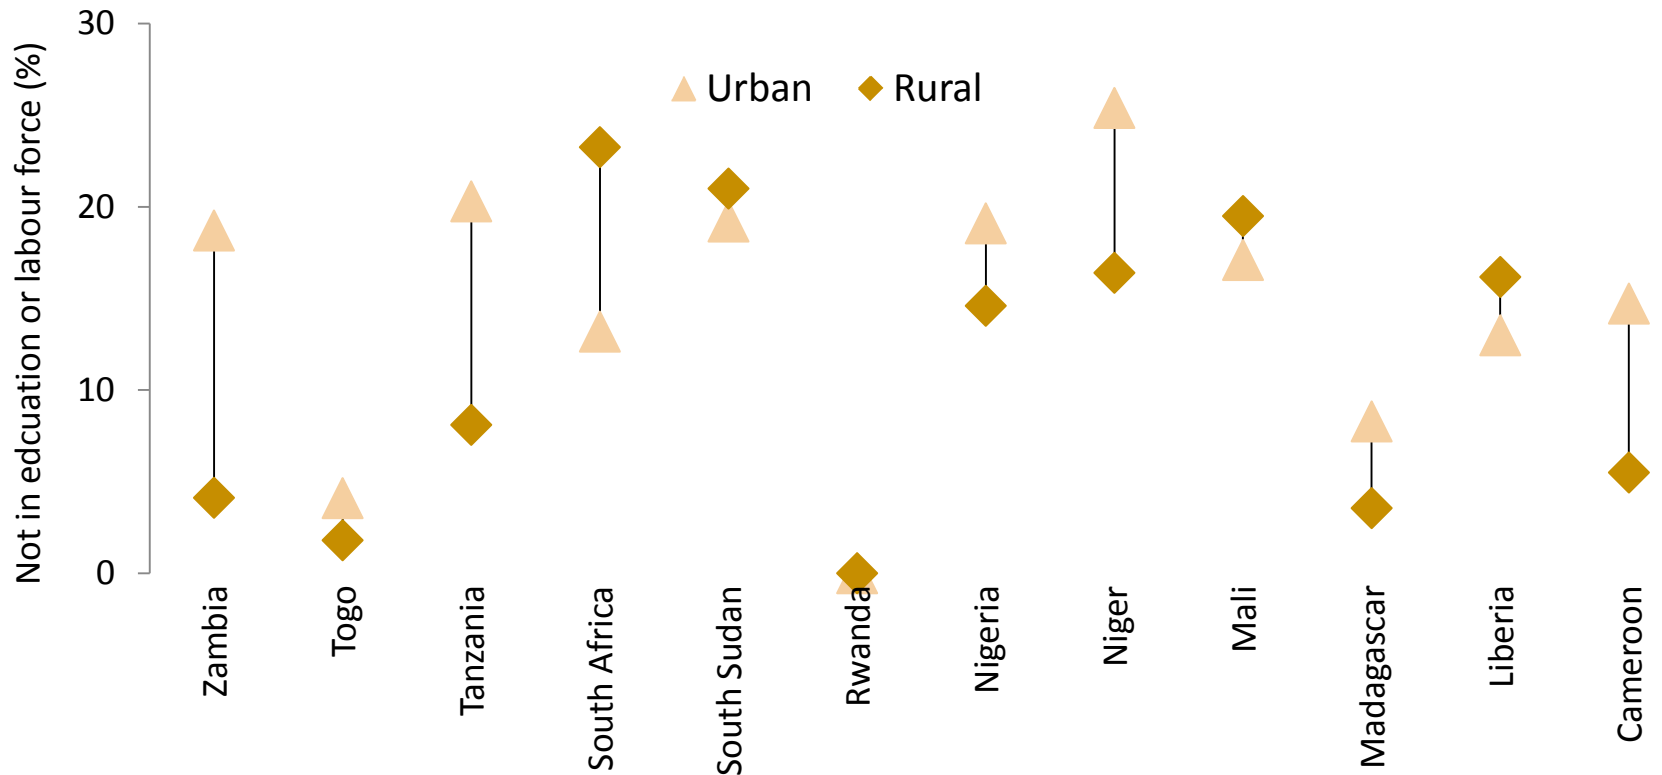 Not in edcuation or labour force (%)
30
20
10
0
Urban
Rural
Zambia
Togo
Tanzania
South Africa
South Sudan
Rwanda
Nigeria
Niger
Mali
Madagascar
Liberia
Cameroon